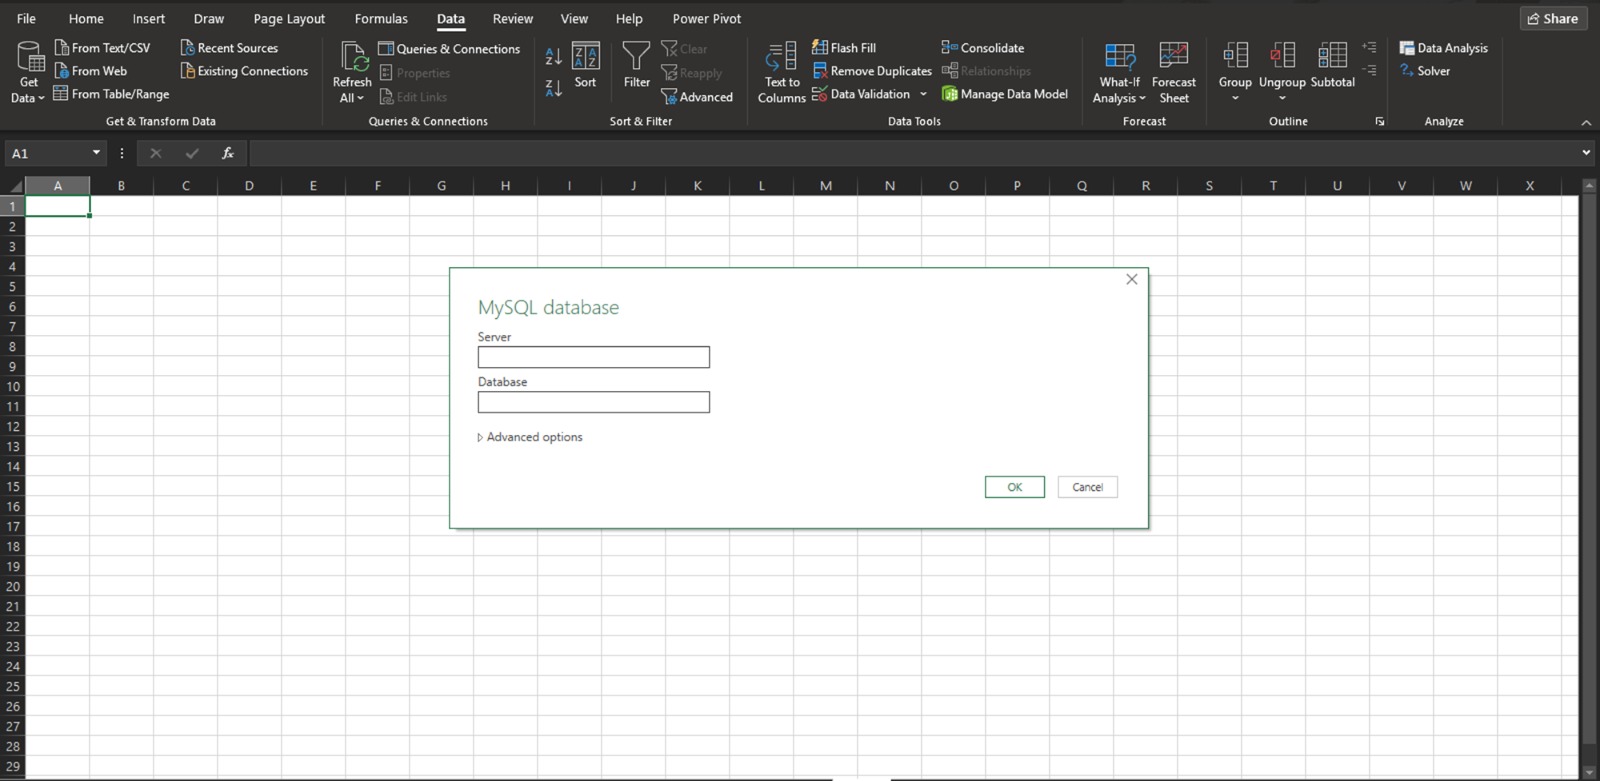 File Home Insert Draw Page Layout Formulas Data Review View Help Power Pivot Share
Get Data
From Text/CSV
From Web
From Table/Range
Recent Sources
Existing Connections
Get & Transform Data
Refresh All
Queries & Connections
Properties
Edit Links
Queries & Connections
Sort
Filter
Clear
Reapply
Advanced
Sort & Filter
Text to Columns
Flash Fill
Remove Duplicates
Data Validation
Consolidate
Relationships
Manage Data Model
Data Tools
What-If Analysis
Forecast Sheet
Forecast
Group
Ungroup
Subtotal
Outline
Data Analysis
Solver
Analyze
A1
fx
A B C D E F G H I J K L M N O P Q R S T U V W X
1
2
3
4
5
6
7
8
9
10
11
12
13
14
15
16
17
18
19
20
21
22
23
24
25
26
27
28
29
MySQL database
Server
Database
Advanced options
OK Cancel